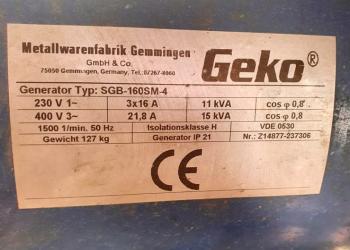 Metallwarenfabrik Gemmingen
GmbH & Co.
75050 Gemmingen, Germany, Tel. 07267-8060
Geko®
Generator Typ: SGB-160SM-4
230 V 1~ 3x16 A 11 kVA cos φ 0,8
400 V 3~ 21,8 A 15 kVA cos φ 0,8
1500 1/min. 50 Hz Isolationsklasse H VDE 0530
Gewicht 127 kg Generator IP 21 Nr.: Z14877-237306
CE